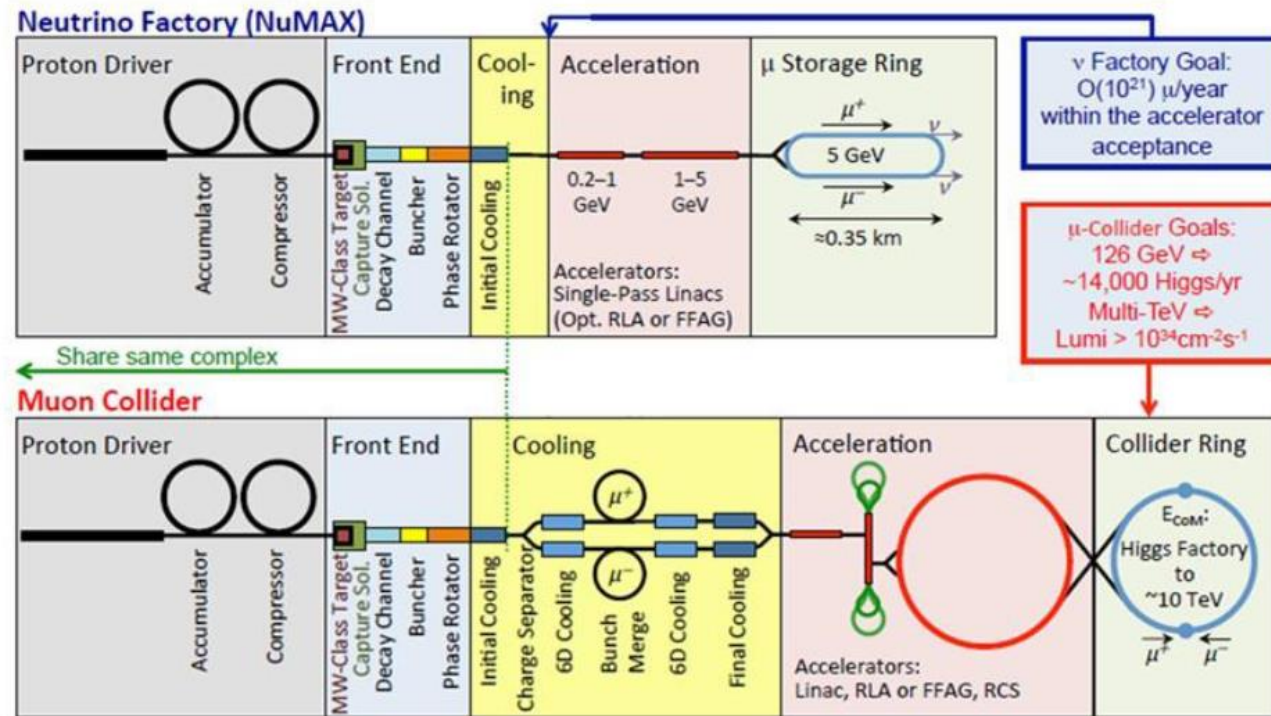 Neutrino Factory (NuMAX)
Proton Driver
Front End
Cool-
ing
Acceleration
μ Storage Ring
Accumulator
Compressor
MW-Class Target
Capture Sol.
Decay Channel
Buncher
Phase Rotator
Initial Cooling
0.2–1
GeV
1–5
GeV
Accelerators:
Single-Pass Linacs
(Opt. RLA or FFAG)
μ+
ν
5 GeV
μ−
ν
≈0.35 km
ν Factory Goal:
O(10²¹) μ/year
within the accelerator
acceptance
μ-Collider Goals:
126 GeV ⇨
~14,000 Higgs/yr
Multi-TeV ⇨
Lumi > 10³⁴cm⁻²s⁻¹
Share same complex
Muon Collider
Proton Driver
Front End
Cooling
Acceleration
Collider Ring
Accumulator
Compressor
MW-Class Target
Capture Sol.
Decay Channel
Buncher
Phase Rotator
Initial Cooling
Charge Separator
6D Cooling
μ+
μ−
Bunch
Merge
6D Cooling
Final Cooling
Accelerators:
Linac, RLA or FFAG, RCS
ECoM:
Higgs Factory
to
~10 TeV
μ+ μ−